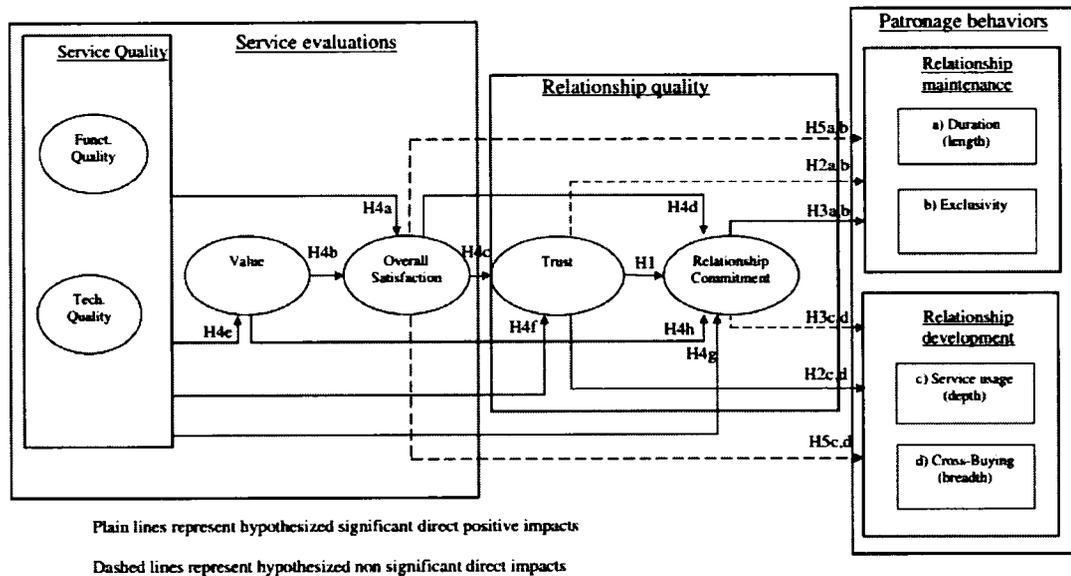 Service evaluations
Service Quality
Funct.
Quality
Tech.
Quality
Value
Overall
Satisfaction
Relationship quality
Trust
Relationship
Commitment
H4a
H4b
H4c
H4d
H4e
H4f
H4g
H4h
H1
H5a,b
H2a,b
H3a,b
H3c,d
H2c,d
H5c,d
Patronage behaviors
Relationship
maintenance
a) Duration
(length)
b) Exclusivity
Relationship
development
c) Service usage
(depth)
d) Cross-Buying
(breadth)
Plain lines represent hypothesized significant direct positive impacts
Dashed lines represent hypothesized non significant direct impacts